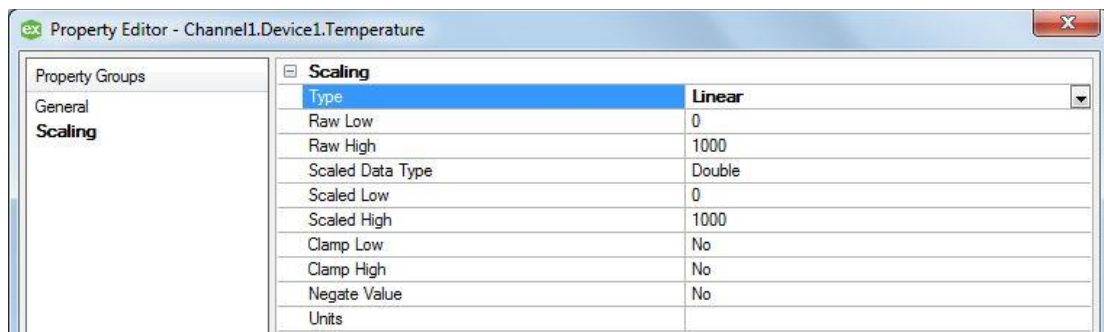 ex Property Editor - Channel1.Device1.Temperature
Property Groups
General
Scaling
Scaling
Type Linear
Raw Low 0
Raw High 1000
Scaled Data Type Double
Scaled Low 0
Scaled High 1000
Clamp Low No
Clamp High No
Negate Value No
Units